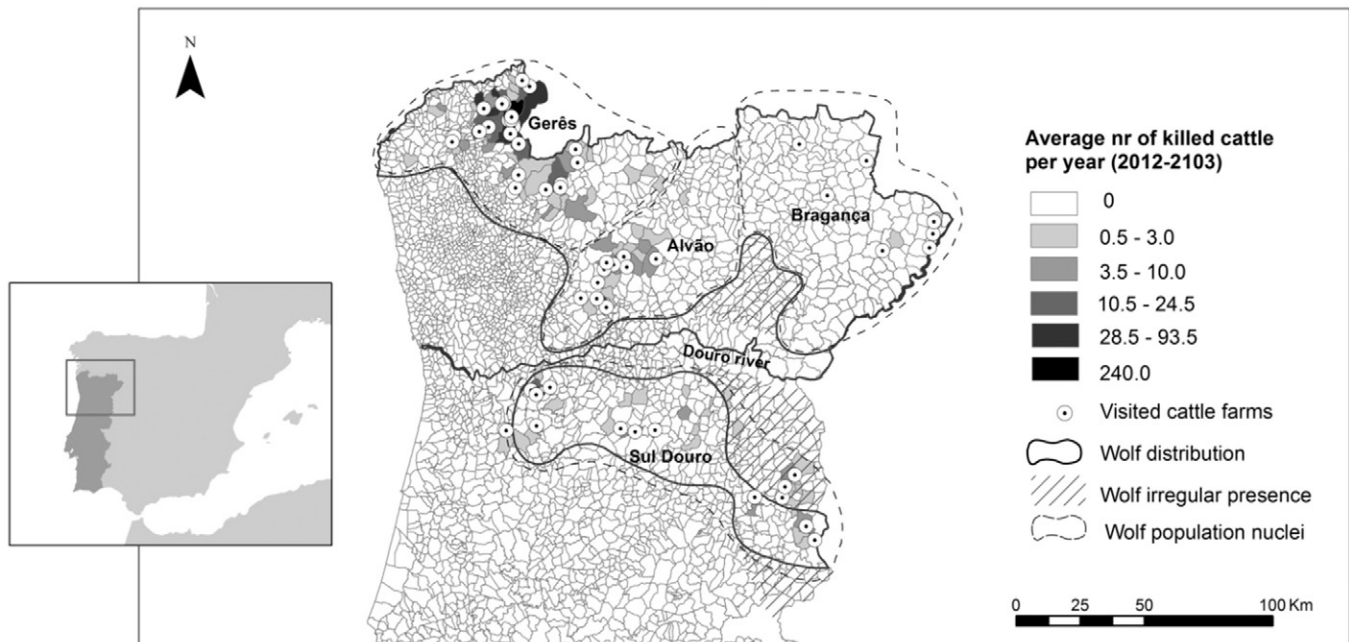 N
Gerês
Bragança
Alvão
Douro river
Sul Douro
Average nr of killed cattle
per year (2012-2103)
0
0.5 - 3.0
3.5 - 10.0
10.5 - 24.5
28.5 - 93.5
240.0
Visited cattle farms
Wolf distribution
Wolf irregular presence
Wolf population nuclei
0 25 50 100 Km